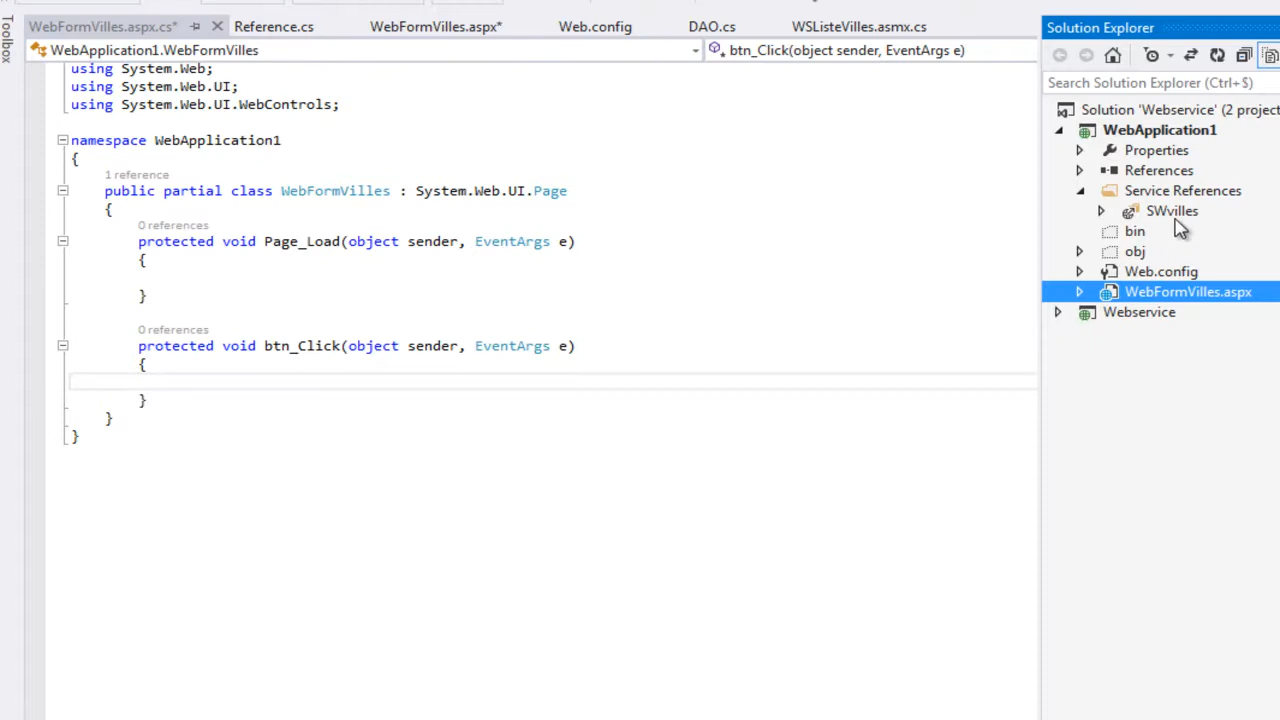 WebFormVilles.aspx.cs* Reference.cs WebFormVilles.aspx* Web.config DAO.cs WSListeVilles.asmx.cs
Toolbox
WebApplication1.WebFormVilles btn_Click(object sender, EventArgs e)
using System.Web;
using System.Web.UI;
using System.Web.UI.WebControls;
namespace WebApplication1
{
1 reference
public partial class WebFormVilles : System.Web.UI.Page
{
0 references
protected void Page_Load(object sender, EventArgs e)
{
}
0 references
protected void btn_Click(object sender, EventArgs e)
{
}
}
}
Solution Explorer
Search Solution Explorer (Ctrl+$)
Solution 'Webservice' (2 project
WebApplication1
Properties
References
Service References
SWvilles
bin
obj
Web.config
WebFormVilles.aspx
Webservice